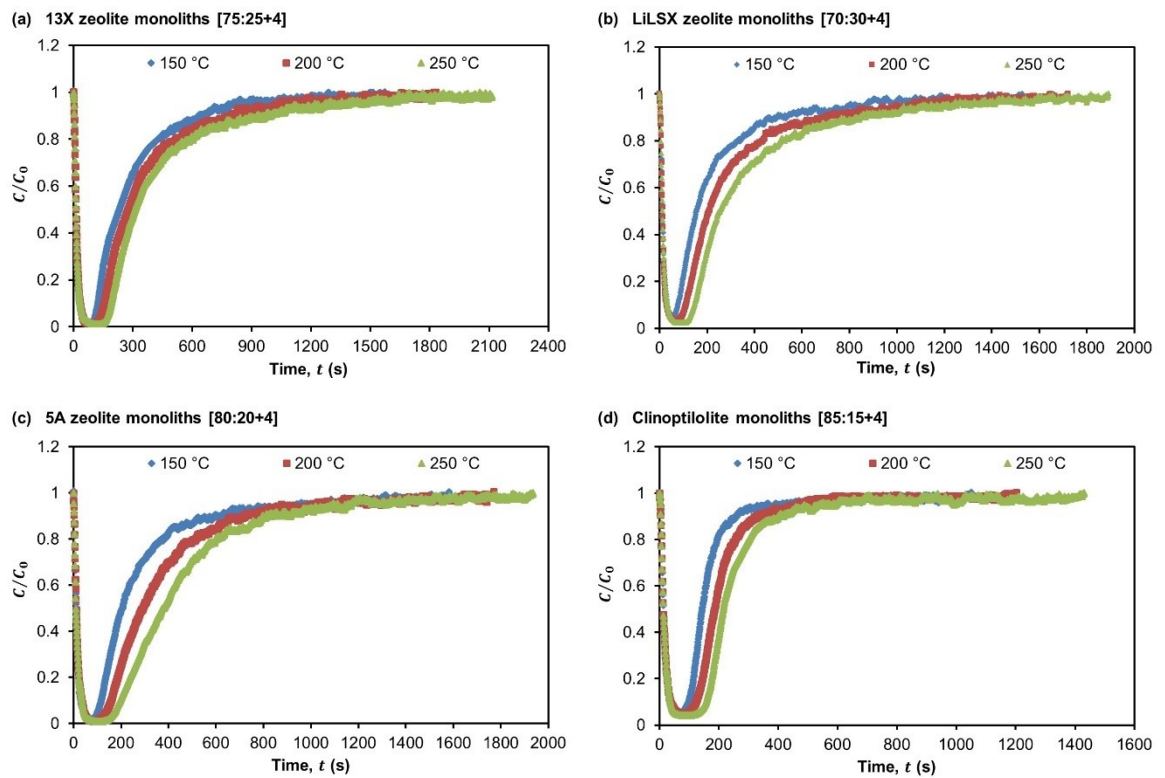 (a) 13X zeolite monoliths [75:25+4]
1.2
150 °C 200 °C 250 °C
1
0.8
C/C₀
0.6
0.4
0.2
0
0 300 600 900 1200 1500 1800 2100 2400
Time, t (s)
(b) LiLSX zeolite monoliths [70:30+4]
1.2
150 °C 200 °C 250 °C
1
0.8
C/C₀
0.6
0.4
0.2
0
0 200 400 600 800 1000 1200 1400 1600 1800 2000
Time, t (s)
(c) 5A zeolite monoliths [80:20+4]
1.2
150 °C 200 °C 250 °C
1
0.8
C/C₀
0.6
0.4
0.2
0
0 200 400 600 800 1000 1200 1400 1600 1800 2000
Time, t (s)
(d) Clinoptilolite monoliths [85:15+4]
1.2
150 °C 200 °C 250 °C
1
0.8
C/C₀
0.6
0.4
0.2
0
0 200 400 600 800 1000 1200 1400 1600
Time, t (s)